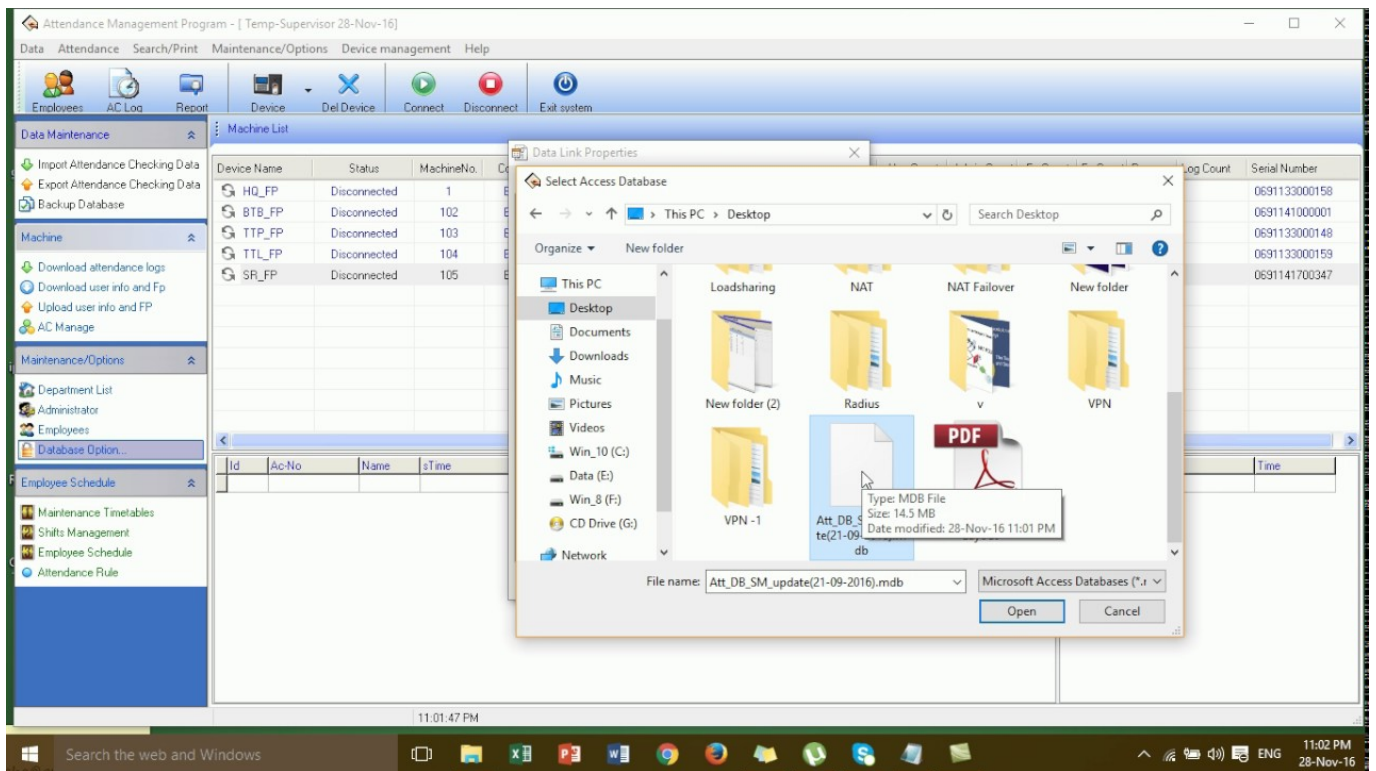 Attendance Management Program - [ Temp-Supervisor 28-Nov-16]
Data Attendance Search/Print Maintenance/Options Device management Help
Employees AC Log Report Device Del Device Connect Disconnect Exit system
Data Maintenance
Import Attendance Checking Data
Export Attendance Checking Data
Backup Database
Machine
Download attendance logs
Download user info and Fp
Upload user info and FP
AC Manage
Maintenance/Options
Department List
Administrator
Employees
Database Option...
Employee Schedule
Maintenance Timetables
Shifts Management
Employee Schedule
Attendance Rule
Machine List
Device Name Status MachineNo. Log Count Serial Number
HQ_FP Disconnected 1 0691133000158
BTB_FP Disconnected 102 0691141000001
TTP_FP Disconnected 103 0691133000148
TTL_FP Disconnected 104 0691133000159
SR_FP Disconnected 105 0691141700347
Id Ac-No Name sTime Time
Data Link Properties
Select Access Database
This PC > Desktop
Search Desktop
Organize New folder
This PC
Desktop
Documents
Downloads
Music
Pictures
Videos
Win_10 (C:)
Data (E:)
Win_8 (F:)
CD Drive (G:)
Network
Loadsharing NAT NAT Failover New folder
New folder (2) Radius v VPN
PDF
VPN -1
Type: MDB File
Size: 14.5 MB
Date modified: 28-Nov-16 11:01 PM
db
File name: Att_DB_SM_update(21-09-2016).mdb
Microsoft Access Databases
Open Cancel
11:01:47 PM
Search the web and Windows
ENG
11:02 PM
28-Nov-16